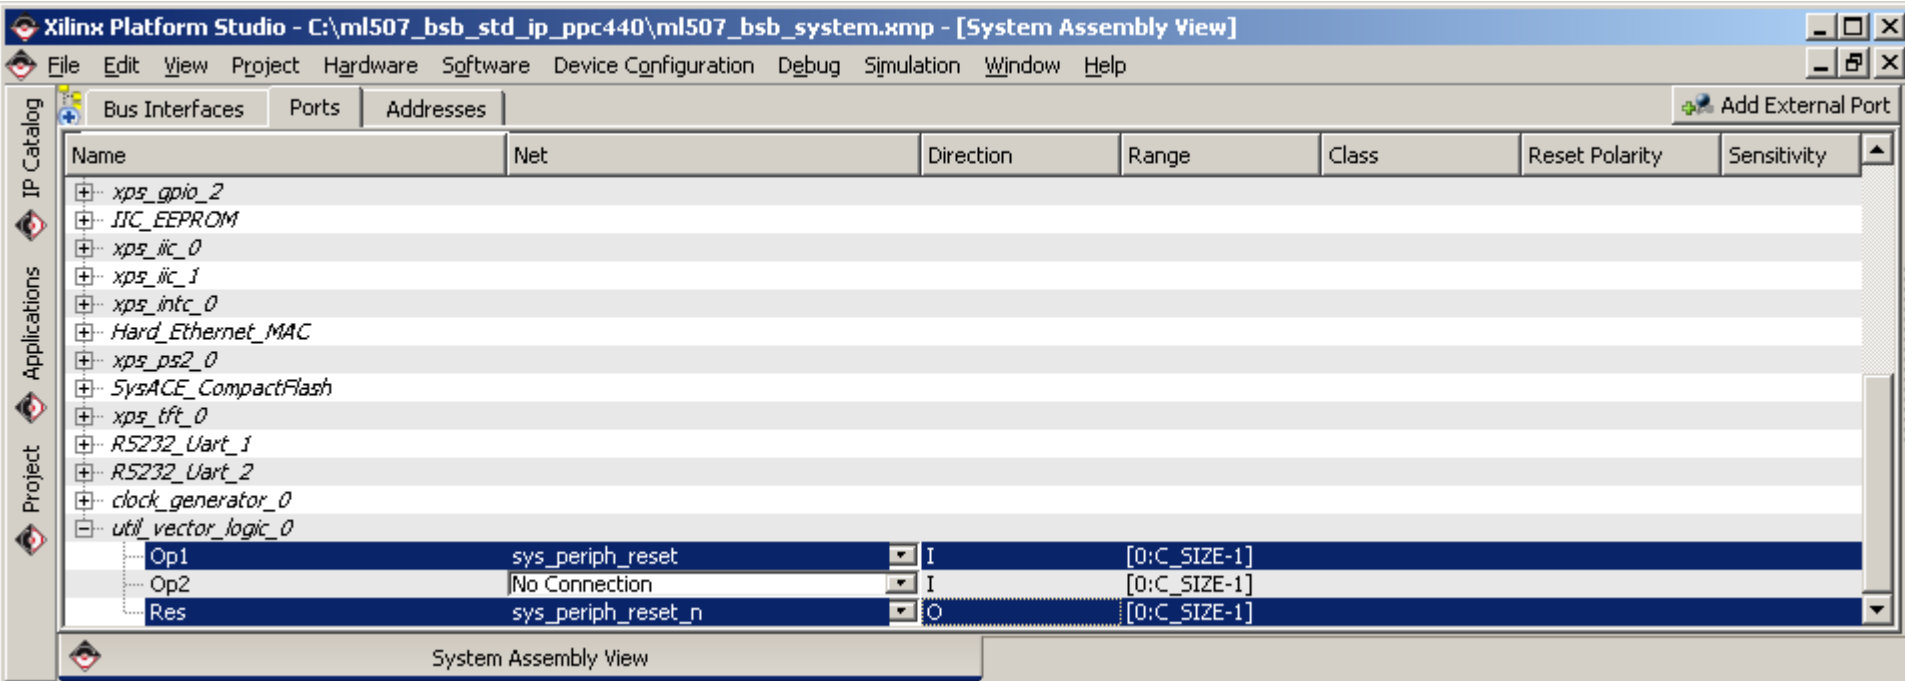 Xilinx Platform Studio - C:\ml507_bsb_std_ip_ppc440\ml507_bsb_system.xmp - [System Assembly View]
File Edit View Project Hardware Software Device Configuration Debug Simulation Window Help
Bus Interfaces Ports Addresses Add External Port
IP Catalog
Applications
Project
Name Net Direction Range Class Reset Polarity Sensitivity
xps_gpio_2
IIC_EEPROM
xps_iic_0
xps_iic_1
xps_intc_0
Hard_Ethernet_MAC
xps_ps2_0
SysACE_CompactFlash
xps_tft_0
RS232_Uart_1
RS232_Uart_2
clock_generator_0
util_vector_logic_0
Op1 sys_periph_reset I [0:C_SIZE-1]
Op2 No Connection I [0:C_SIZE-1]
Res sys_periph_reset_n O [0:C_SIZE-1]
System Assembly View